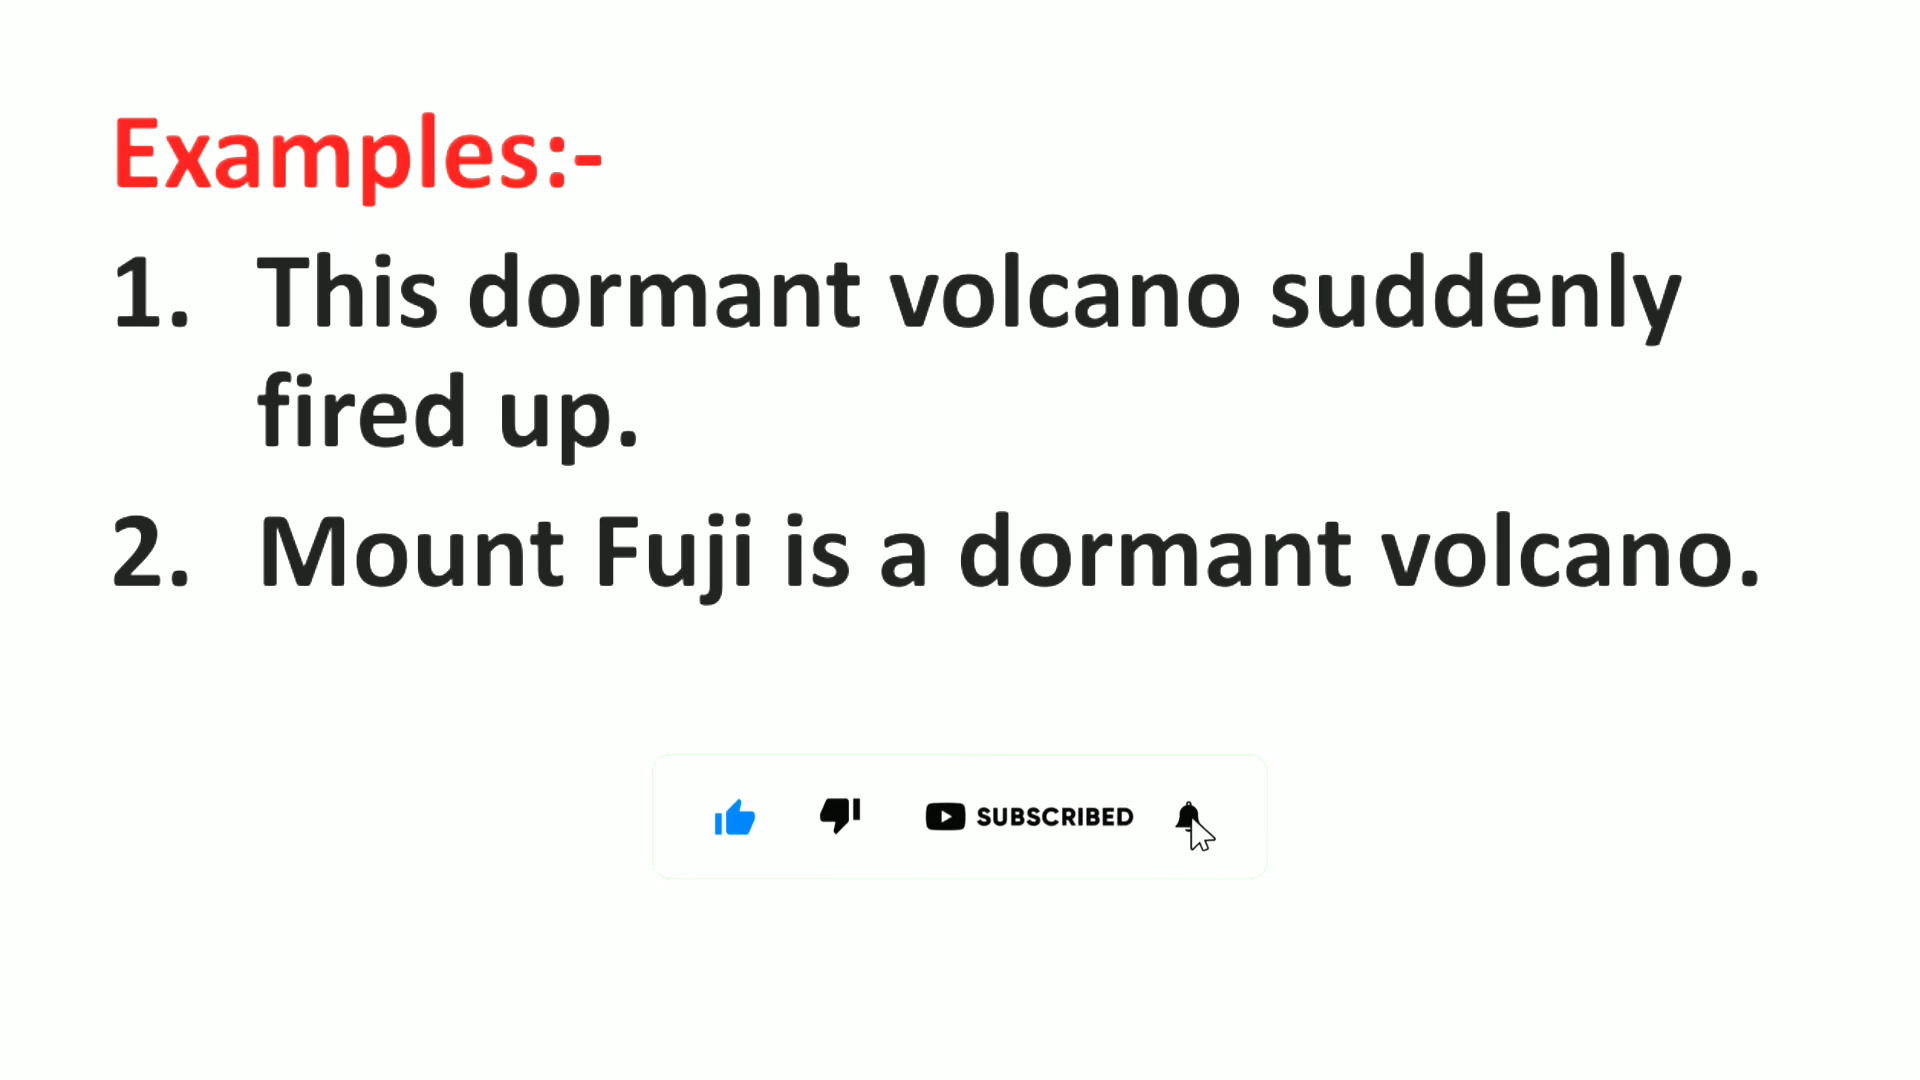 Examples:-
1. This dormant volcano suddenly
fired up.
2. Mount Fuji is a dormant volcano.
SUBSCRIBED